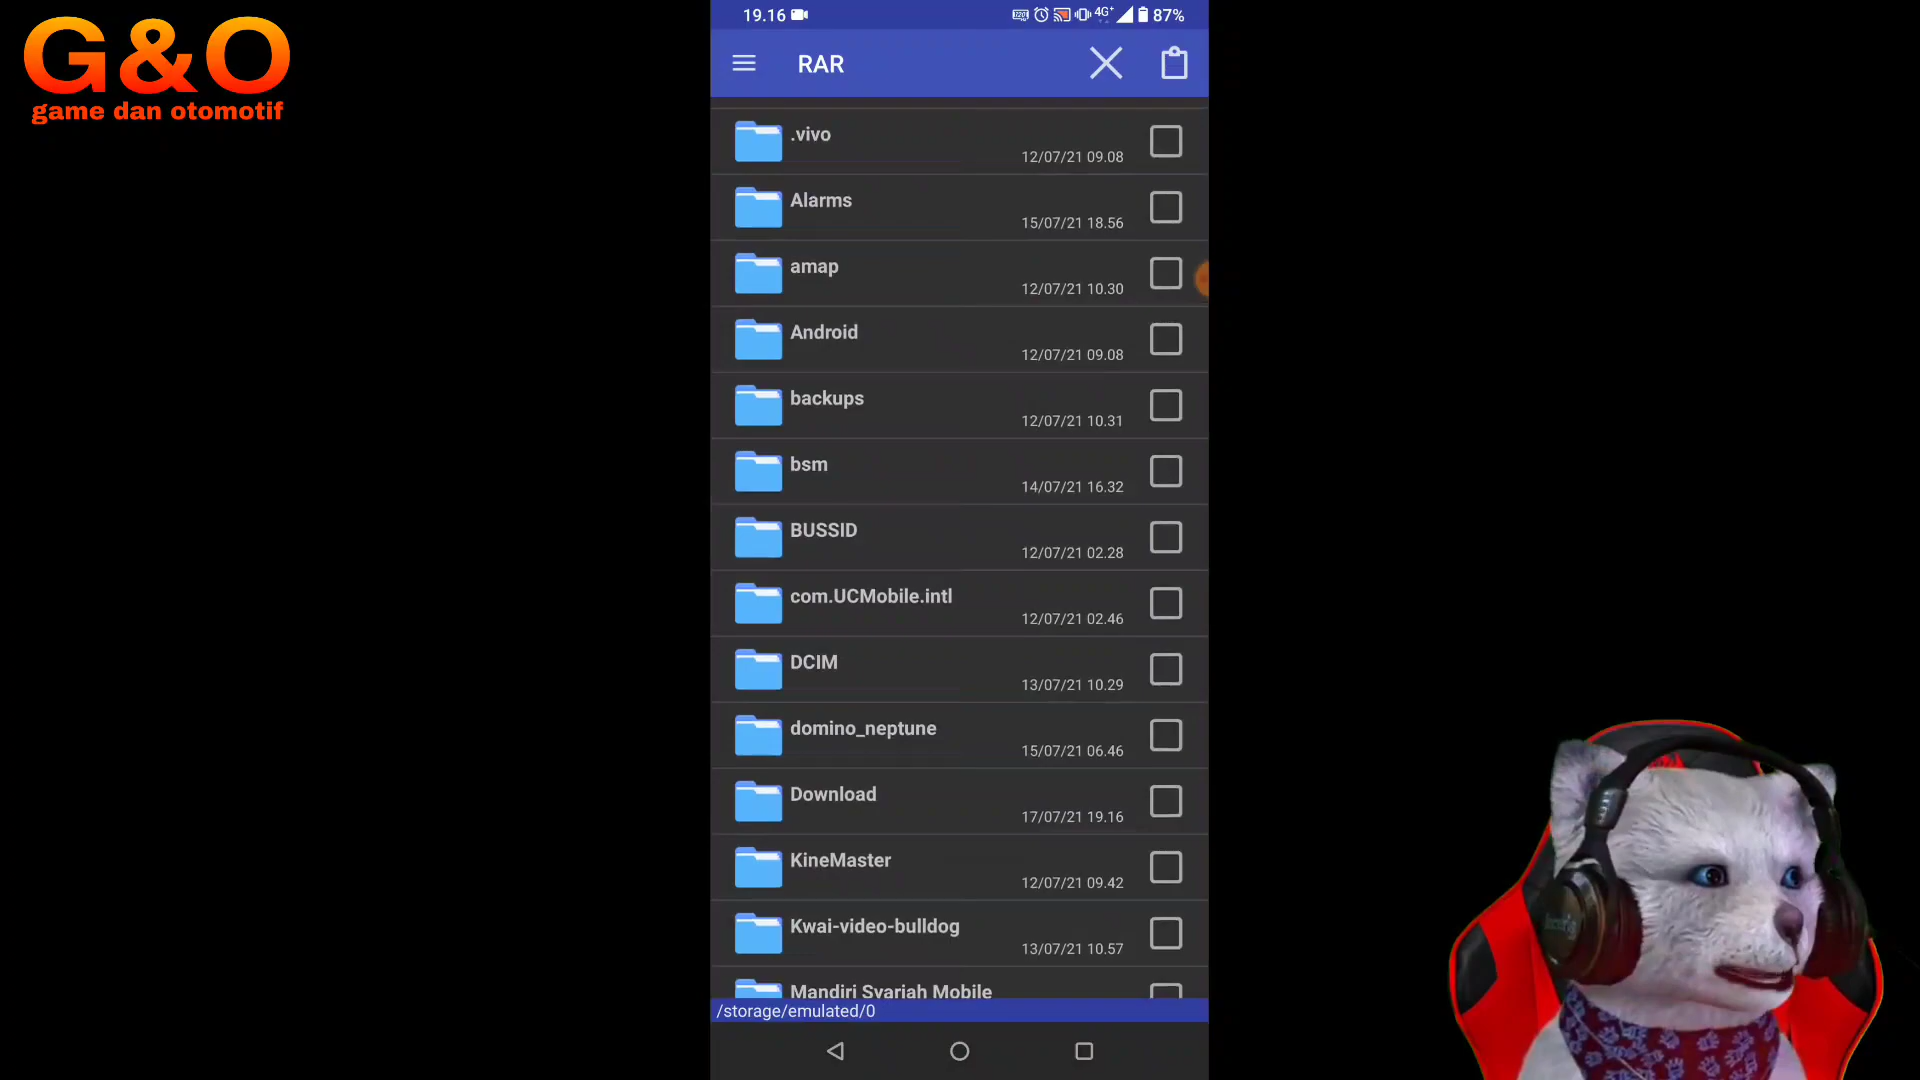 G&O
game dan otomotif
19.16
4G+ 87%
RAR
.vivo
12/07/21 09.08
Alarms
15/07/21 18.56
amap
12/07/21 10.30
Android
12/07/21 09.08
backups
12/07/21 10.31
bsm
14/07/21 16.32
BUSSID
12/07/21 02.28
com.UCMobile.intl
12/07/21 02.46
DCIM
13/07/21 10.29
domino_neptune
15/07/21 06.46
Download
17/07/21 19.16
KineMaster
12/07/21 09.42
Kwai-video-bulldog
13/07/21 10.57
Mandiri Syariah Mobile
/storage/emulated/0